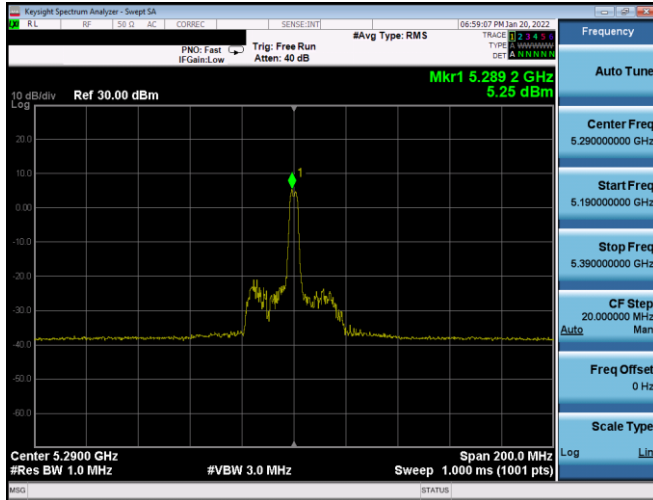 Keysight Spectrum Analyzer - Swept SA
RL RF 50 Ω AC CORREC SENSE:INT 06:59:07 PM Jan 20, 2022
#Avg Type: RMS
TRACE 1 2 3 4 5 6
PNO: Fast
IFGain:Low
Trig: Free Run
Atten: 40 dB
TYPE A WWWWW
DET A N N N N N
Mkr1 5.289 2 GHz
5.25 dBm
10 dB/div Ref 30.00 dBm
Log
1
20.0
10.0
0.00
-10.0
-20.0
-30.0
-40.0
-50.0
-60.0
Center 5.2900 GHz Span 200.0 MHz
#Res BW 1.0 MHz #VBW 3.0 MHz Sweep 1.000 ms (1001 pts)
MSG STATUS
Frequency
Auto Tune
Center Freq
5.290000000 GHz
Start Freq
5.190000000 GHz
Stop Freq
5.390000000 GHz
CF Step
20.000000 MHz
Auto Man
Freq Offset
0 Hz
Scale Type
Log Lin